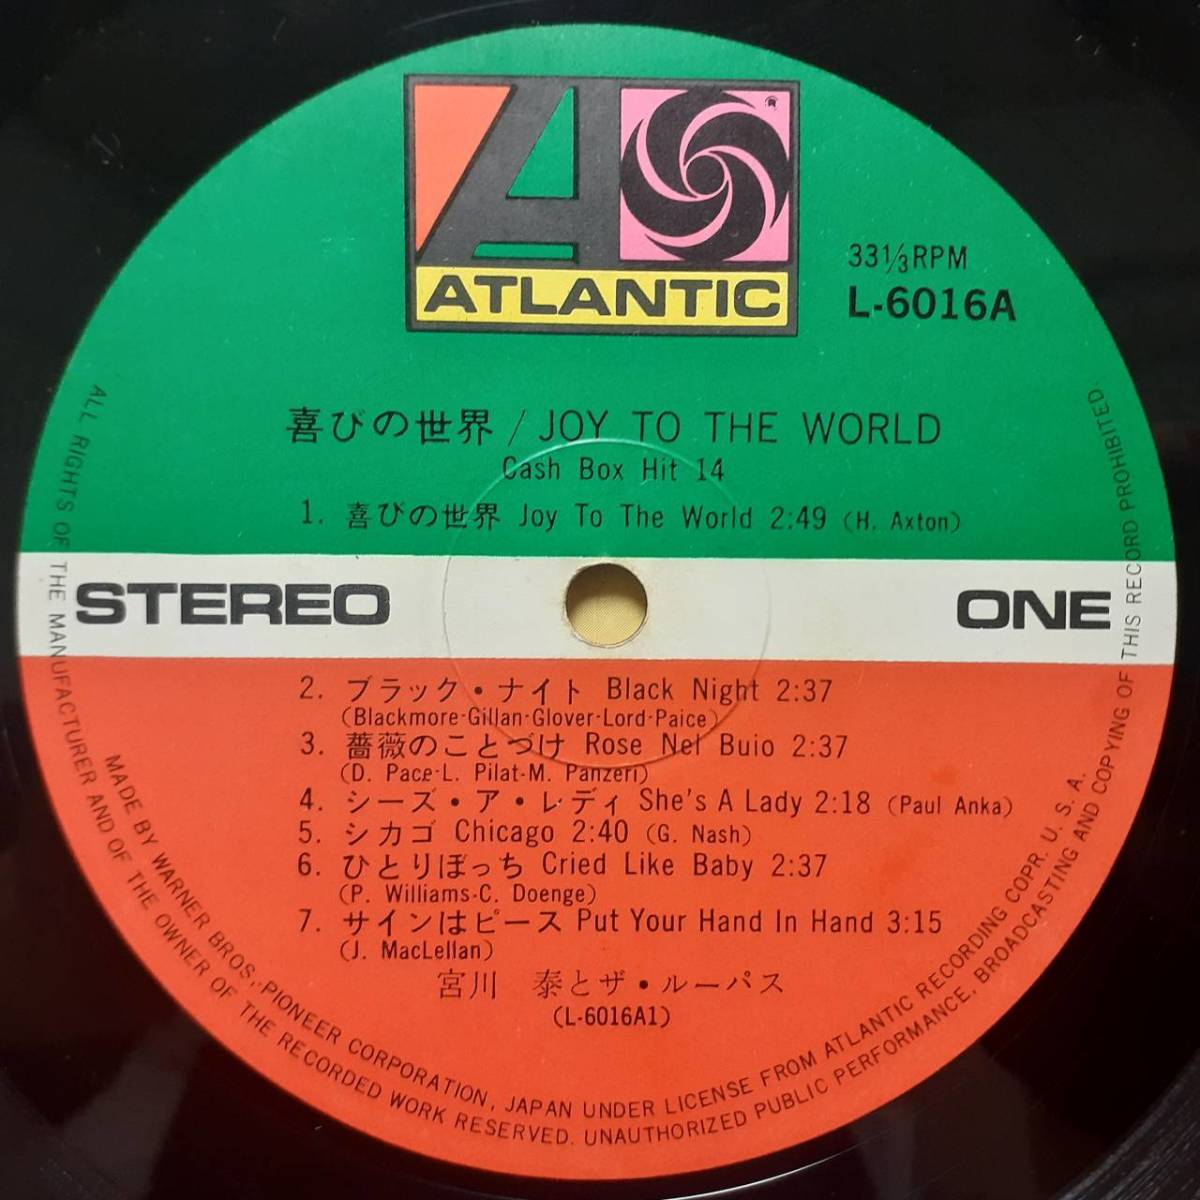 ATLANTIC
33⅓RPM
L-6016A
喜びの世界 / JOY TO THE WORLD
Cash Box Hit 14
1. 喜びの世界 Joy To The World 2:49 (H. Axton)
STEREO
ONE
2. ブラック・ナイト Black Night 2:37
(Blackmore-Gillan-Glover-Lord-Paice)
3. 薔薇のことづけ Rose Nel Buio 2:37
(D. Pace-L. Pilat-M. Panzeri)
4. シーズ・ア・レディ She's A Lady 2:18 (Paul Anka)
5. シカゴ Chicago 2:40 (G. Nash)
6. ひとりぼっち Cried Like Baby 2:37
(P. Williams-C. Doenge)
7. サインはピース Put Your Hand In Hand 3:15
(J. MacLellan)
宮川 泰とザ・ルーパス
(L-6016A1)
MADE BY WARNER BROS.-PIONEER CORPORATION, JAPAN UNDER LICENSE FROM ATLANTIC RECORDING COPR. U. S. A.
ALL RIGHTS OF THE MANUFACTURER AND OF THE OWNER OF THE RECORDED WORK RESERVED. UNAUTHORIZED PUBLIC PERFORMANCE, BROADCASTING AND COPYING OF THIS RECORD PROHIBITED.